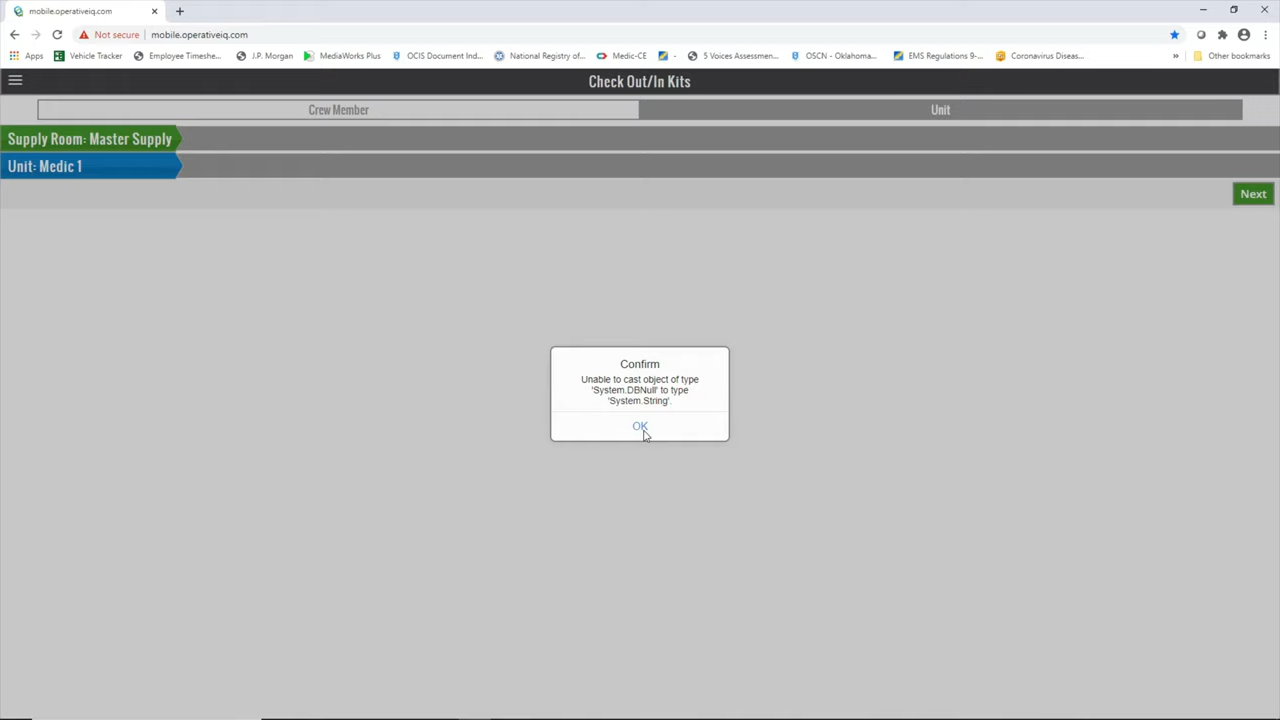 mobile.operativeiq.com
Not secure mobile.operativeiq.com
Apps Vehicle Tracker Employee Timeshe... J.P. Morgan MediaWorks Plus OCIS Document Ind... National Registry of... Medic-CE - 5 Voices Assessmen... OSCN - Oklahoma... EMS Regulations 9-... Coronavirus Diseas... » Other bookmarks
Check Out/In Kits
Crew Member Unit
Supply Room: Master Supply
Unit: Medic 1
Next
Confirm
Unable to cast object of type
'System.DBNull' to type
'System.String'.
OK